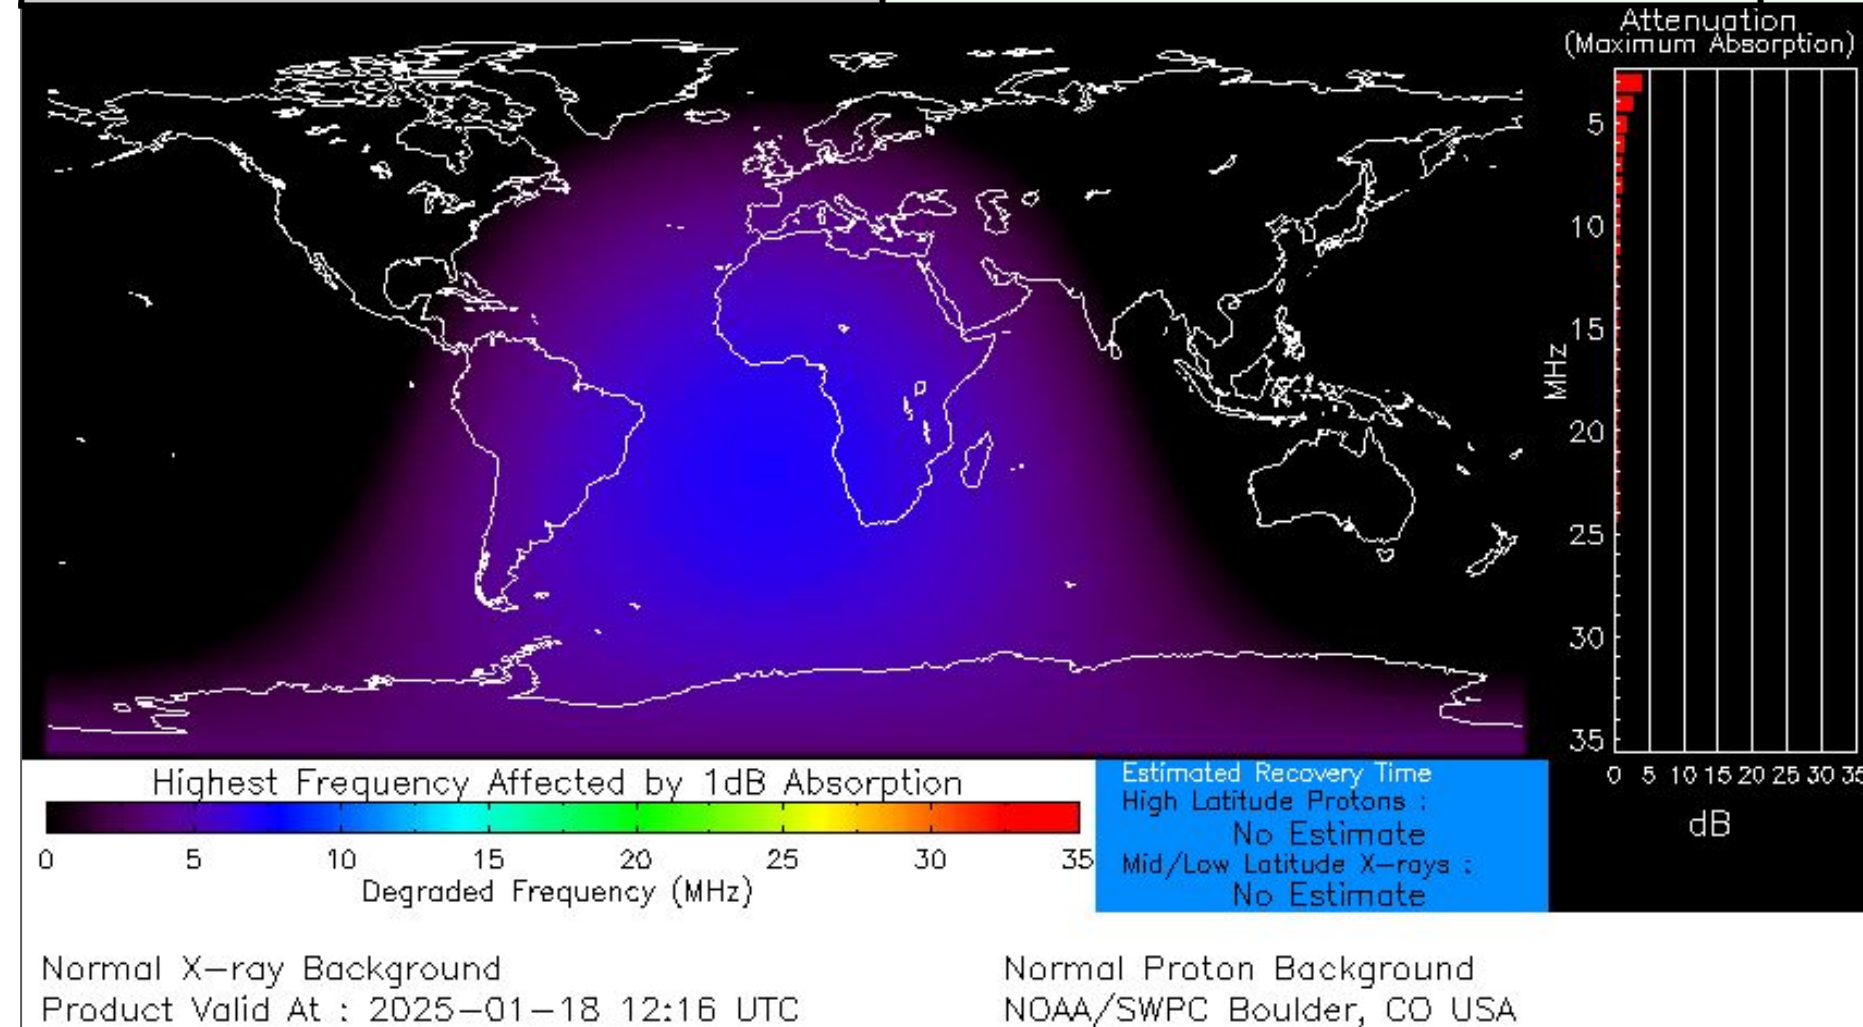 Attenuation
(Maximum Absorption)
5
10
15
20
25
30
35
MHz
0 5 10 15 20 25 30 35
dB
Highest Frequency Affected by 1dB Absorption
0 5 10 15 20 25 30 35
Degraded Frequency (MHz)
Estimated Recovery Time
High Latitude Protons :
No Estimate
Mid/Low Latitude X-rays :
No Estimate
Normal X-ray Background
Product Valid At : 2025-01-18 12:16 UTC
Normal Proton Background
NOAA/SWPC Boulder, CO USA